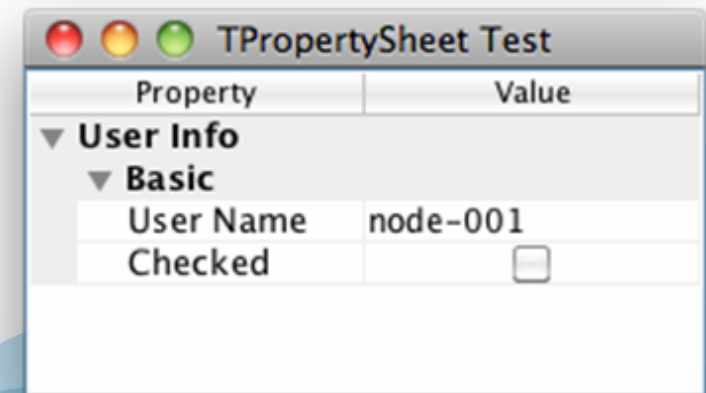 TPropertySheet Test
Property Value
User Info
Basic
User Name node-001
Checked